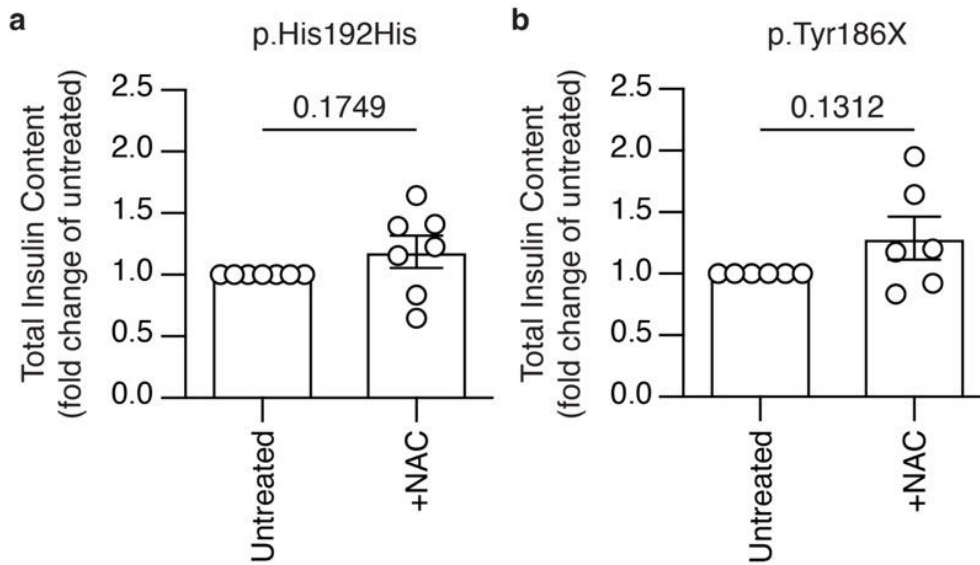 a
p.His192His
Total Insulin Content
(fold change of untreated)
2.5
2.0
1.5
1.0
0.5
0.0
0.1749
Untreated
+NAC
b
p.Tyr186X
Total Insulin Content
(fold change of untreated)
2.5
2.0
1.5
1.0
0.5
0.0
0.1312
Untreated
+NAC